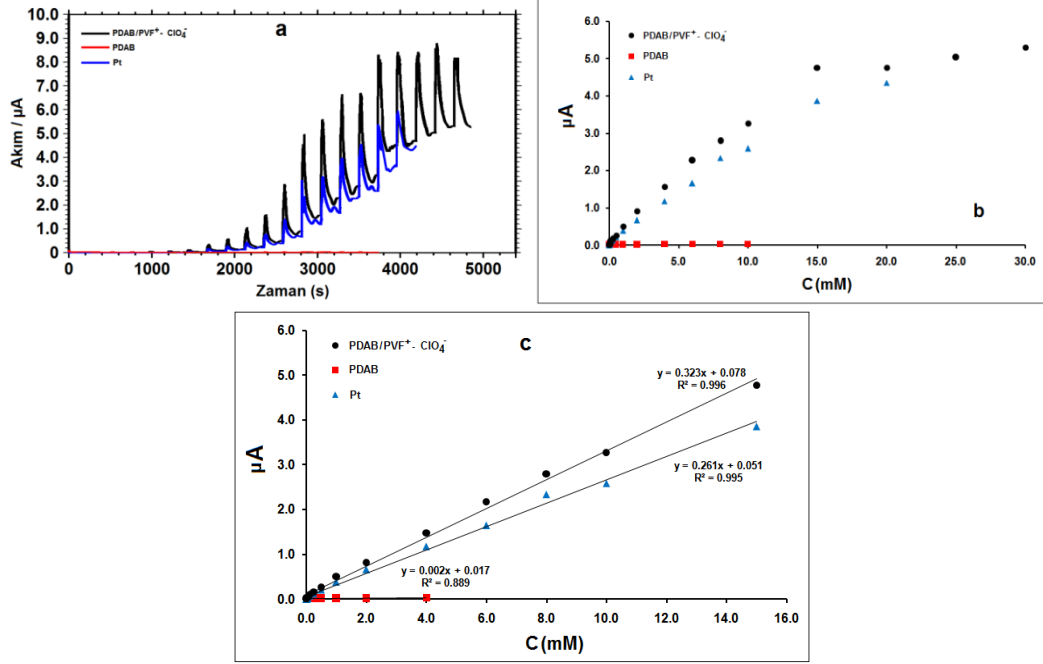 a
PDAB/PVF⁺- ClO₄⁻
PDAB
Pt
Akım / µA
10.0
9.0
8.0
7.0
6.0
5.0
4.0
3.0
2.0
1.0
0
0 1000 2000 3000 4000 5000
Zaman (s)
b
PDAB/PVF⁺- ClO₄⁻
PDAB
Pt
µA
6.0
5.0
4.0
3.0
2.0
1.0
0.0
0.0 5.0 10.0 15.0 20.0 25.0 30.0
C (mM)
c
PDAB/PVF⁺- ClO₄⁻
PDAB
Pt
µA
6.0
5.0
4.0
3.0
2.0
1.0
0.0
y = 0.323x + 0.078
R² = 0.996
y = 0.261x + 0.051
R² = 0.995
y = 0.002x + 0.017
R² = 0.889
0.0 2.0 4.0 6.0 8.0 10.0 12.0 14.0 16.0
C (mM)